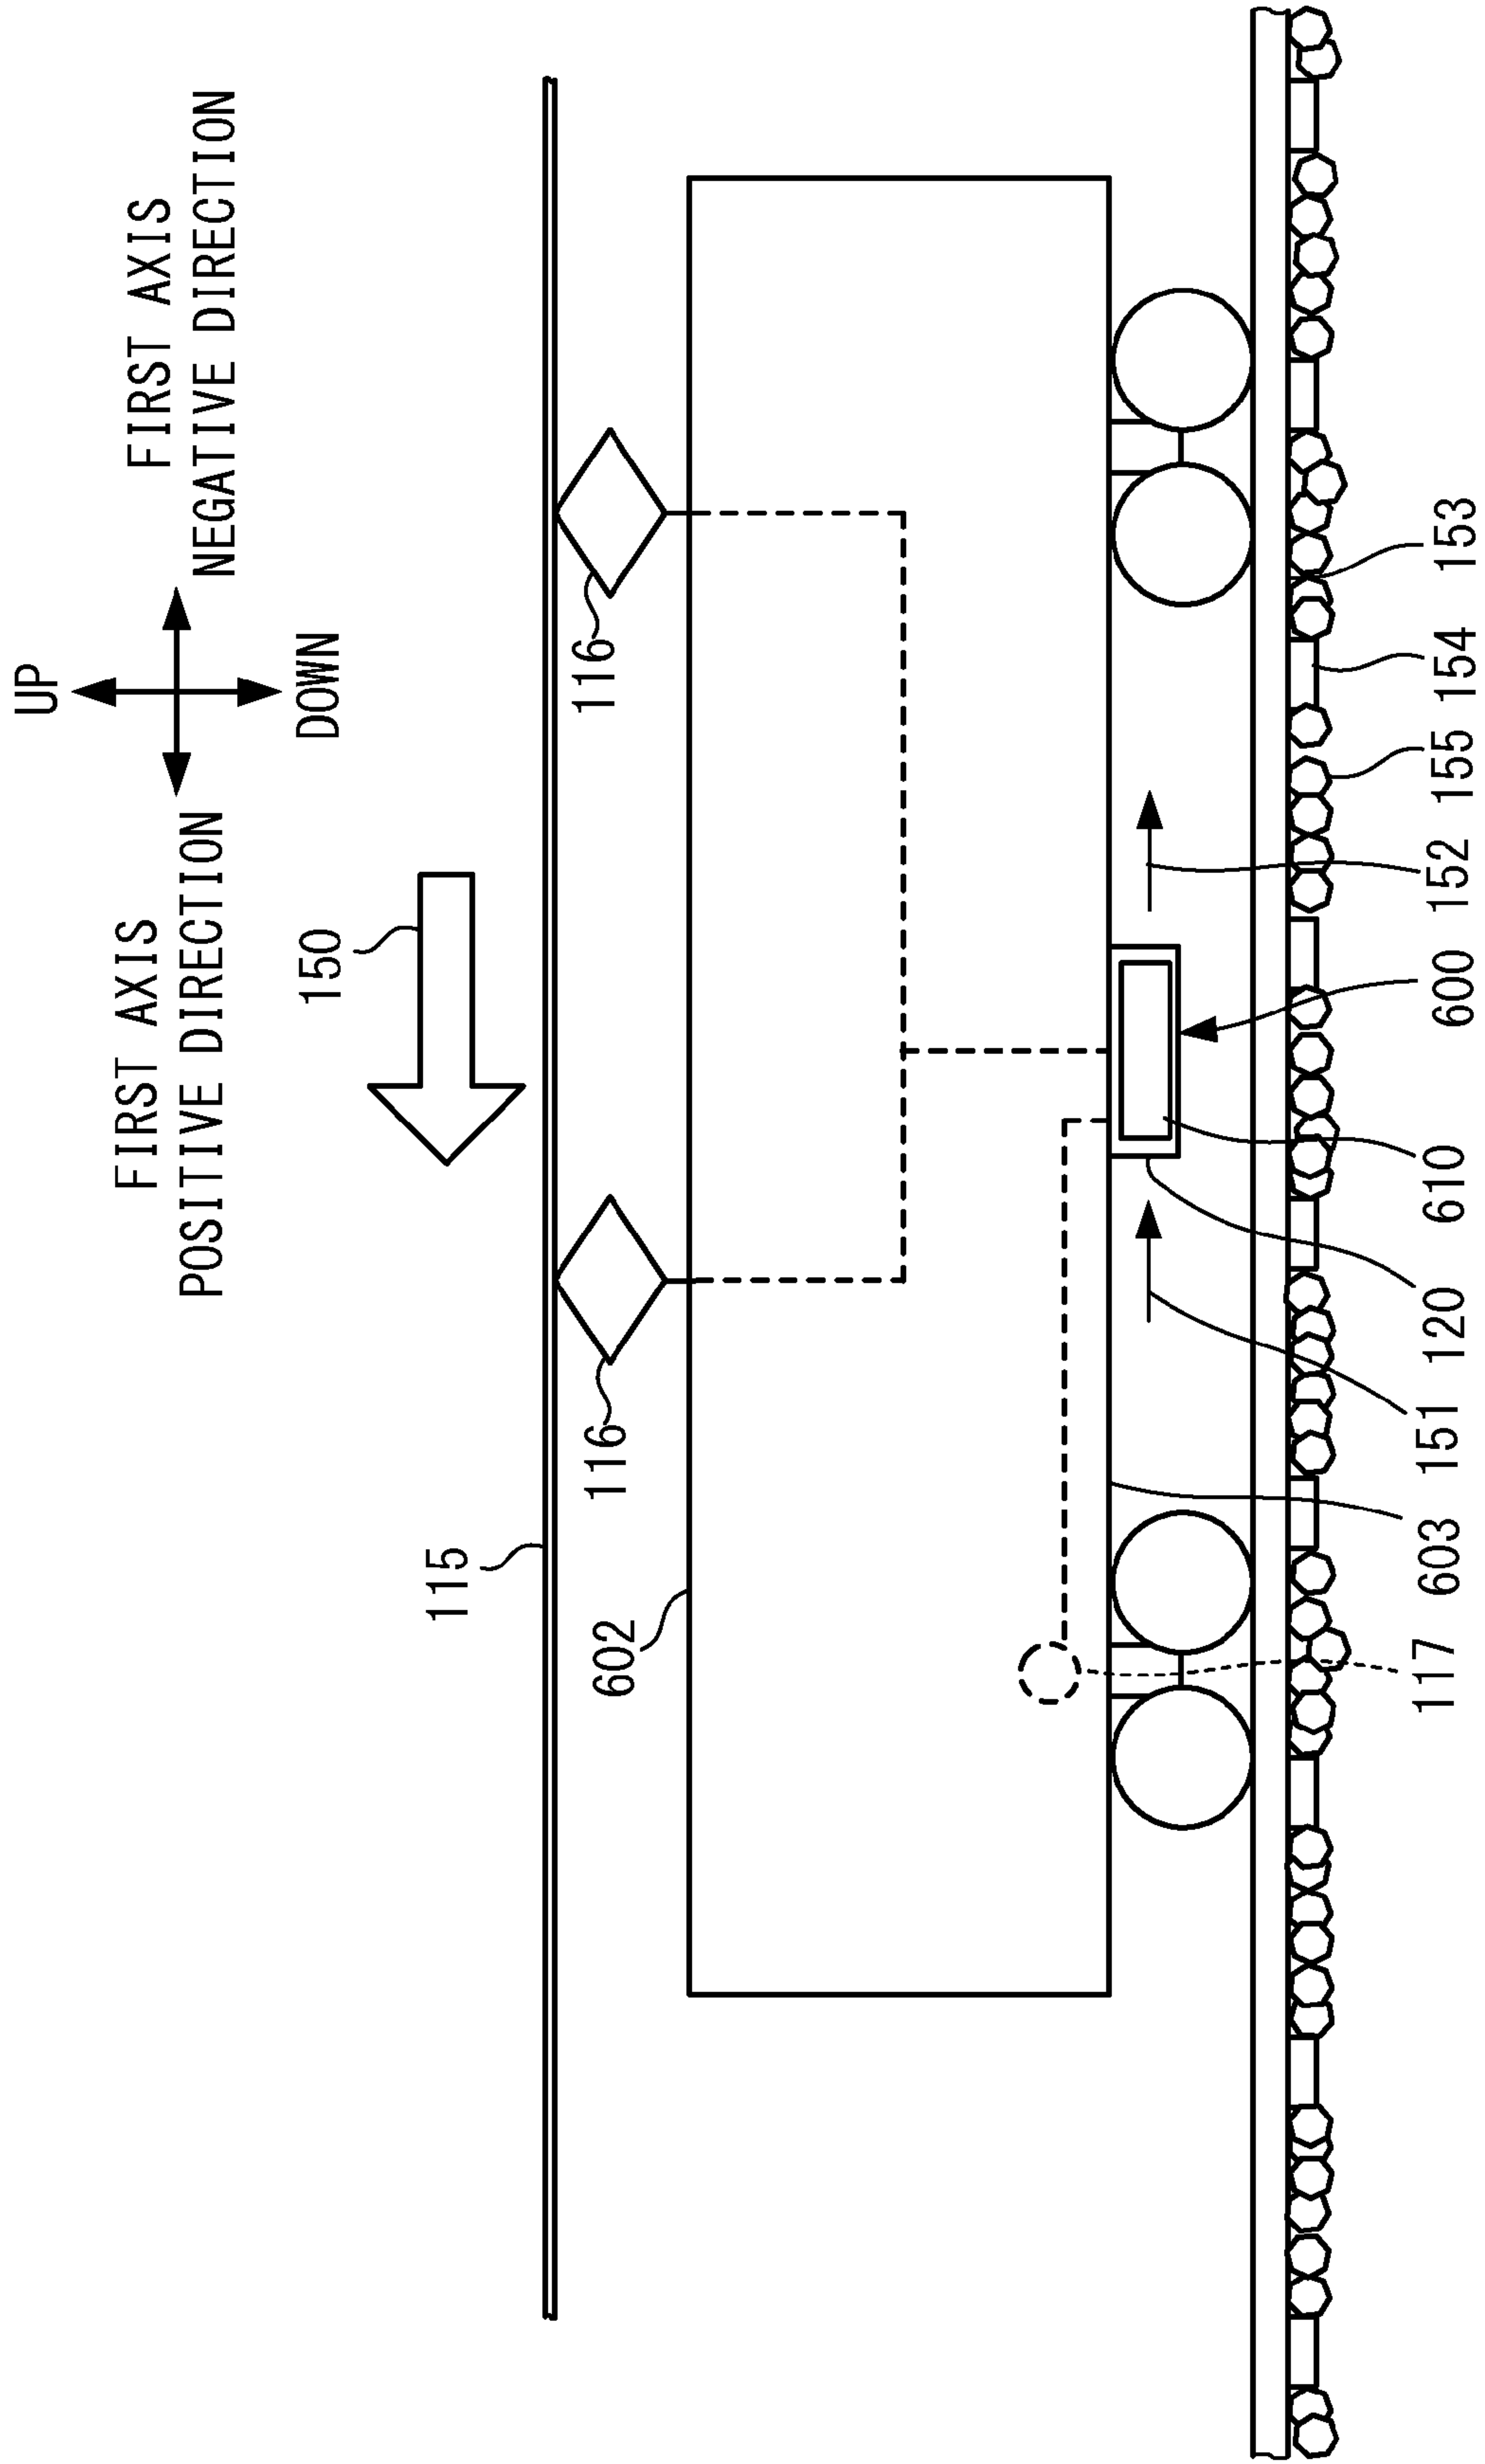 UP
DOWN
FIRST AXIS
POSITIVE DIRECTION
FIRST AXIS
NEGATIVE DIRECTION
150
115
116
116
602
117
603
151
120
610
600
152
155
154
153